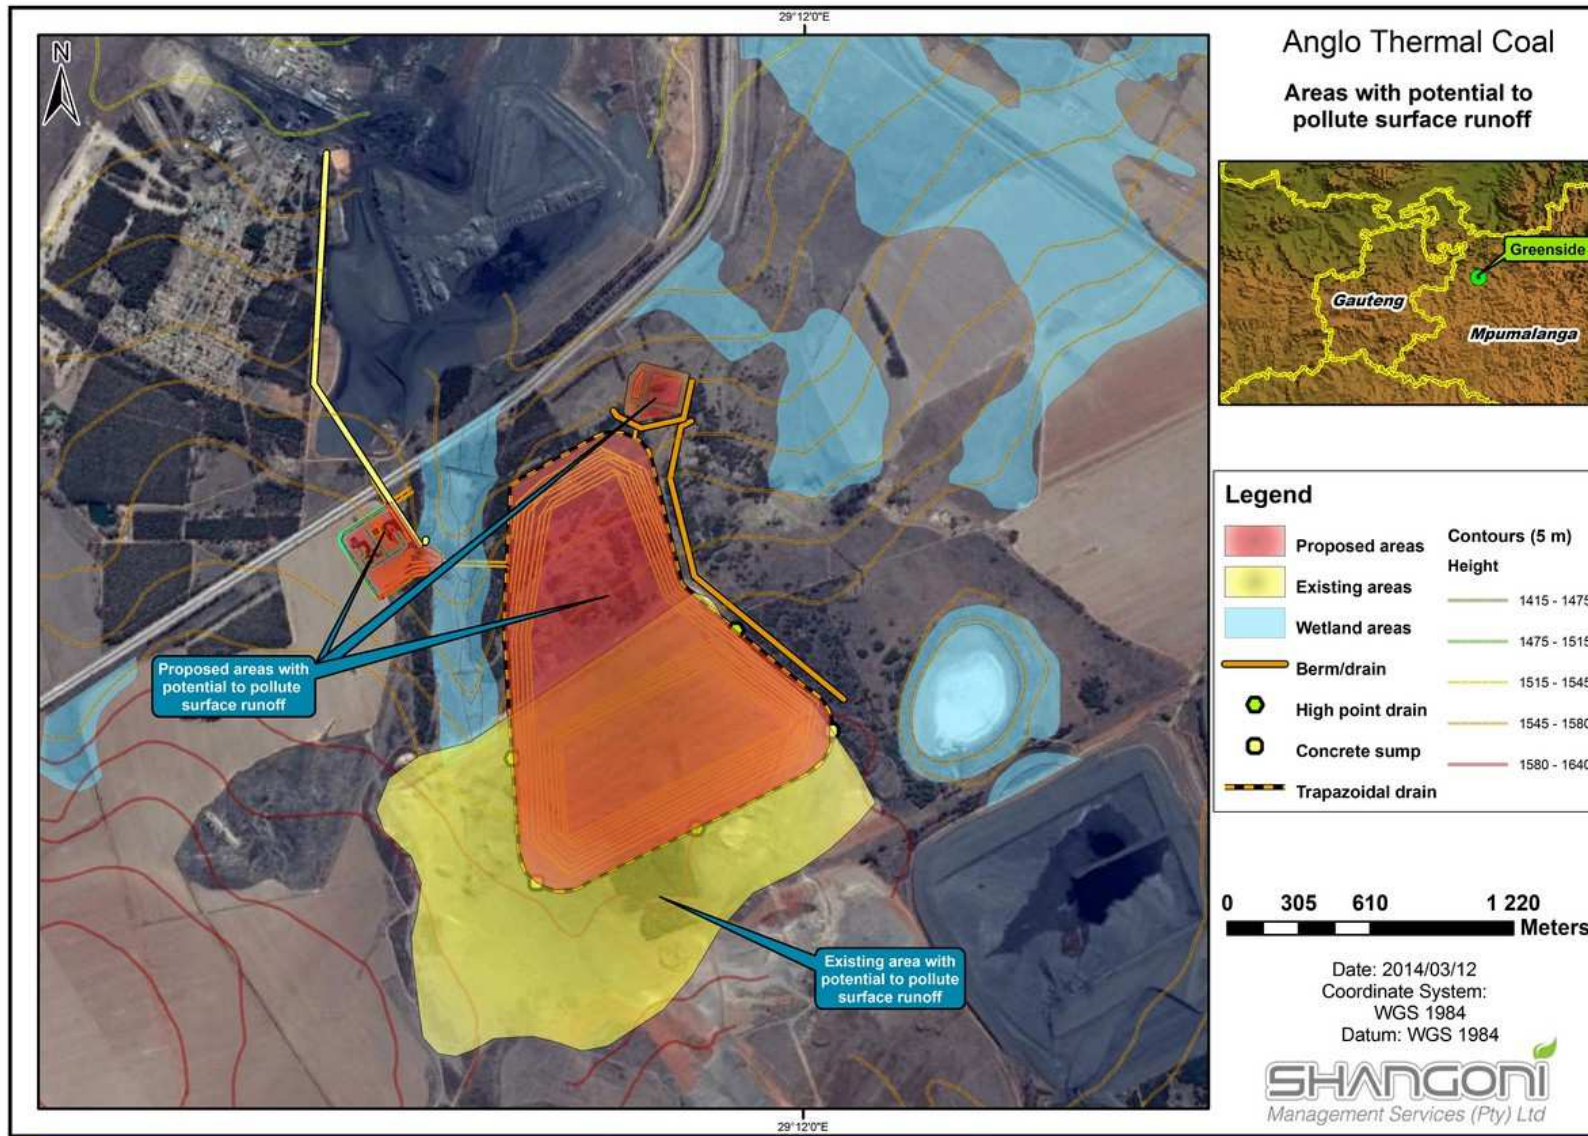 29°12'0"E
N
Anglo Thermal Coal
Areas with potential to
pollute surface runoff
Greenside
Gauteng
Mpumalanga
Legend
Proposed areas
Existing areas
Wetland areas
Berm/drain
High point drain
Concrete sump
Trapazoidal drain
Contours (5 m)
Height
1415 - 1475
1475 - 1515
1515 - 1545
1545 - 1580
1580 - 1640
Proposed areas with
potential to pollute
surface runoff
Existing area with
potential to pollute
surface runoff
0 305 610 1 220
Meters
Date: 2014/03/12
Coordinate System:
WGS 1984
Datum: WGS 1984
SHANGONI
Management Services (Pty) Ltd
29°12'0"E